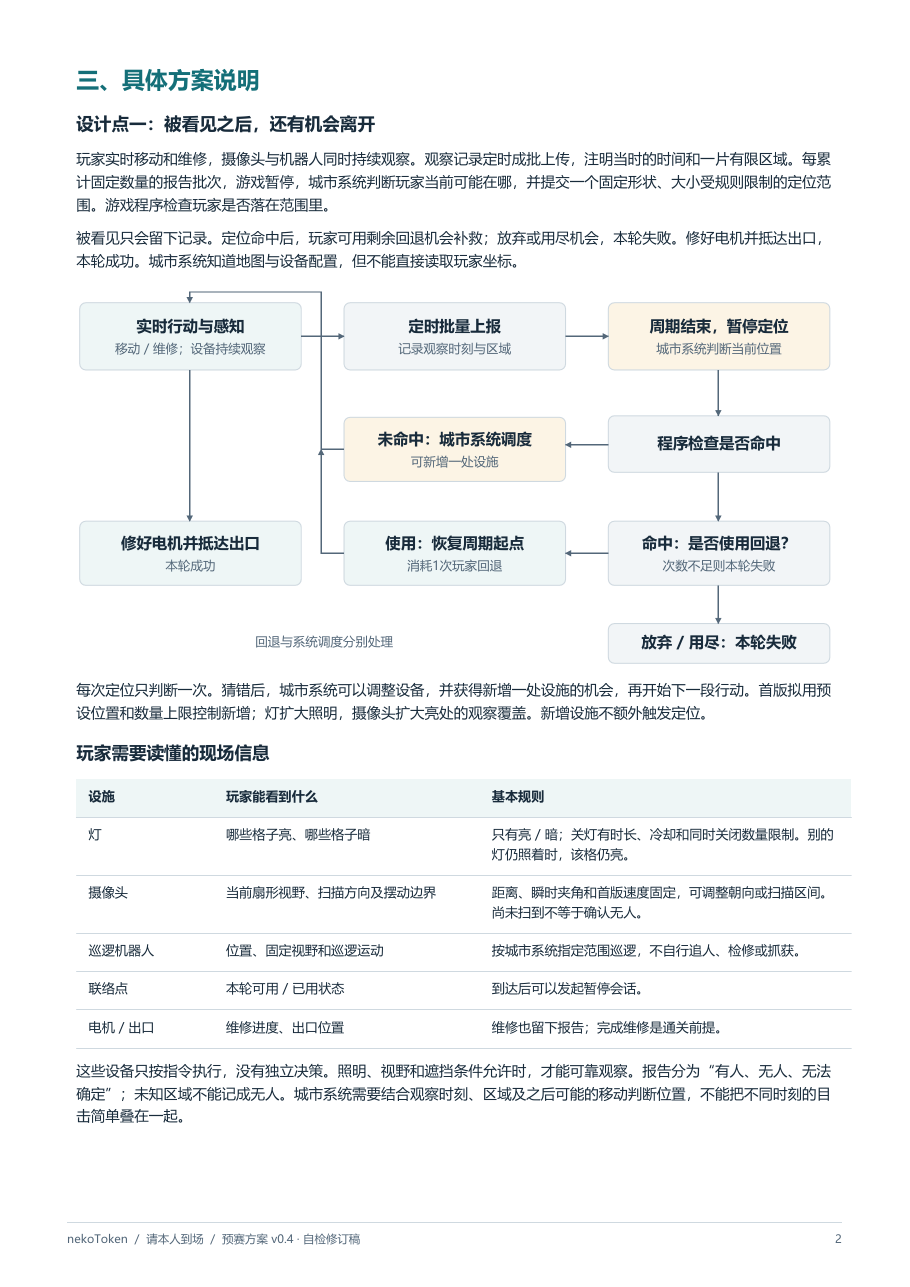 三、具体方案说明
设计点一：被看见之后，还有机会离开
玩家实时移动和维修，摄像头与机器人同时持续观察。观察记录定时成批上传，注明当时的时间和一片有限区域。每累
计固定数量的报告批次，游戏暂停，城市系统判断玩家当前可能在哪，并提交一个固定形状、大小受规则限制的定位范
围。游戏程序检查玩家是否落在范围里。
被看见只会留下记录。定位命中后，玩家可用剩余回退机会补救；放弃或用尽机会，本轮失败。修好电机并抵达出口，
本轮成功。城市系统知道地图与设备配置，但不能直接读取玩家坐标。
实时行动与感知
移动 / 维修；设备持续观察
定时批量上报
记录观察时刻与区域
周期结束，暂停定位
城市系统判断当前位置
未命中：城市系统调度
可新增一处设施
程序检查是否命中
修好电机并抵达出口
本轮成功
使用：恢复周期起点
消耗1次玩家回退
命中：是否使用回退？
次数不足则本轮失败
回退与系统调度分别处理
放弃 / 用尽：本轮失败
每次定位只判断一次。猜错后，城市系统可以调整设备，并获得新增一处设施的机会，再开始下一段行动。首版拟用预
设位置和数量上限控制新增；灯扩大照明，摄像头扩大亮处的观察覆盖。新增设施不额外触发定位。
玩家需要读懂的现场信息
设施 玩家能看到什么 基本规则
灯 哪些格子亮、哪些格子暗 只有亮 / 暗；关灯有时长、冷却和同时关闭数量限制。别的
灯仍照着时，该格仍亮。
摄像头 当前扇形视野、扫描方向及摆动边界 距离、瞬时夹角和首版速度固定，可调整朝向或扫描区间。
尚未扫到不等于确认无人。
巡逻机器人 位置、固定视野和巡逻运动 按城市系统指定范围巡逻，不自行追人、检修或抓获。
联络点 本轮可用 / 已用状态 到达后可以发起暂停会话。
电机 / 出口 维修进度、出口位置 维修也留下报告；完成维修是通关前提。
这些设备只按指令执行，没有独立决策。照明、视野和遮挡条件允许时，才能可靠观察。报告分为“有人、无人、无法
确定”；未知区域不能记成无人。城市系统需要结合观察时刻、区域及之后可能的移动判断位置，不能把不同时刻的目
击简单叠在一起。
nekoToken / 请本人到场 / 预赛方案 v0.4 · 自检修订稿 2